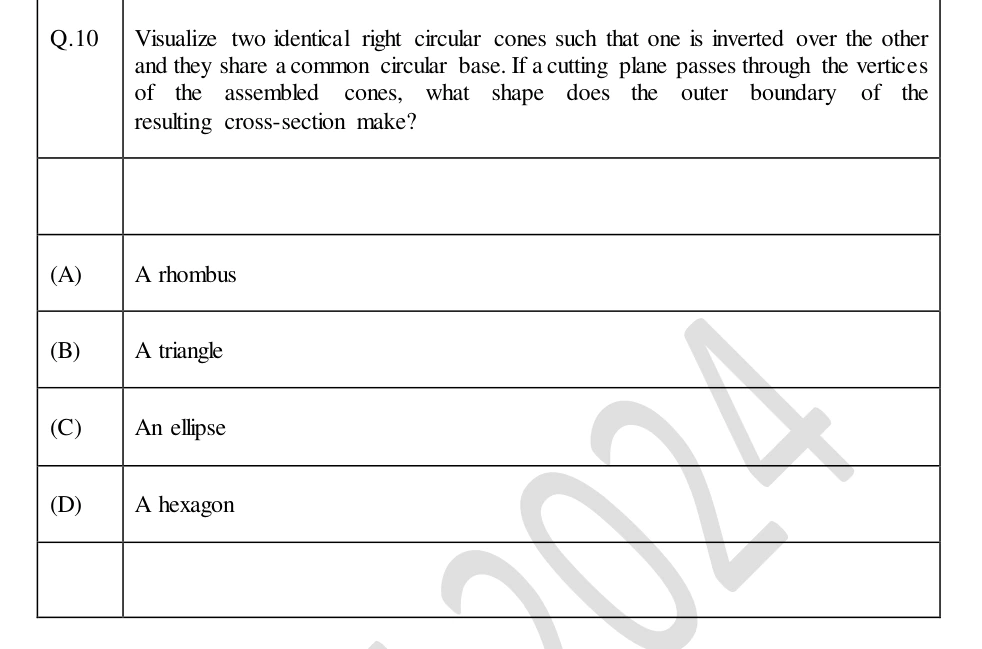 Q.10 Visualize two identical right circular cones such that one is inverted over the other
and they share a common circular base. If a cutting plane passes through the vertices
of the assembled cones, what shape does the outer boundary of the
resulting cross-section make?
(A) A rhombus
(B) A triangle
(C) An ellipse
(D) A hexagon
2024